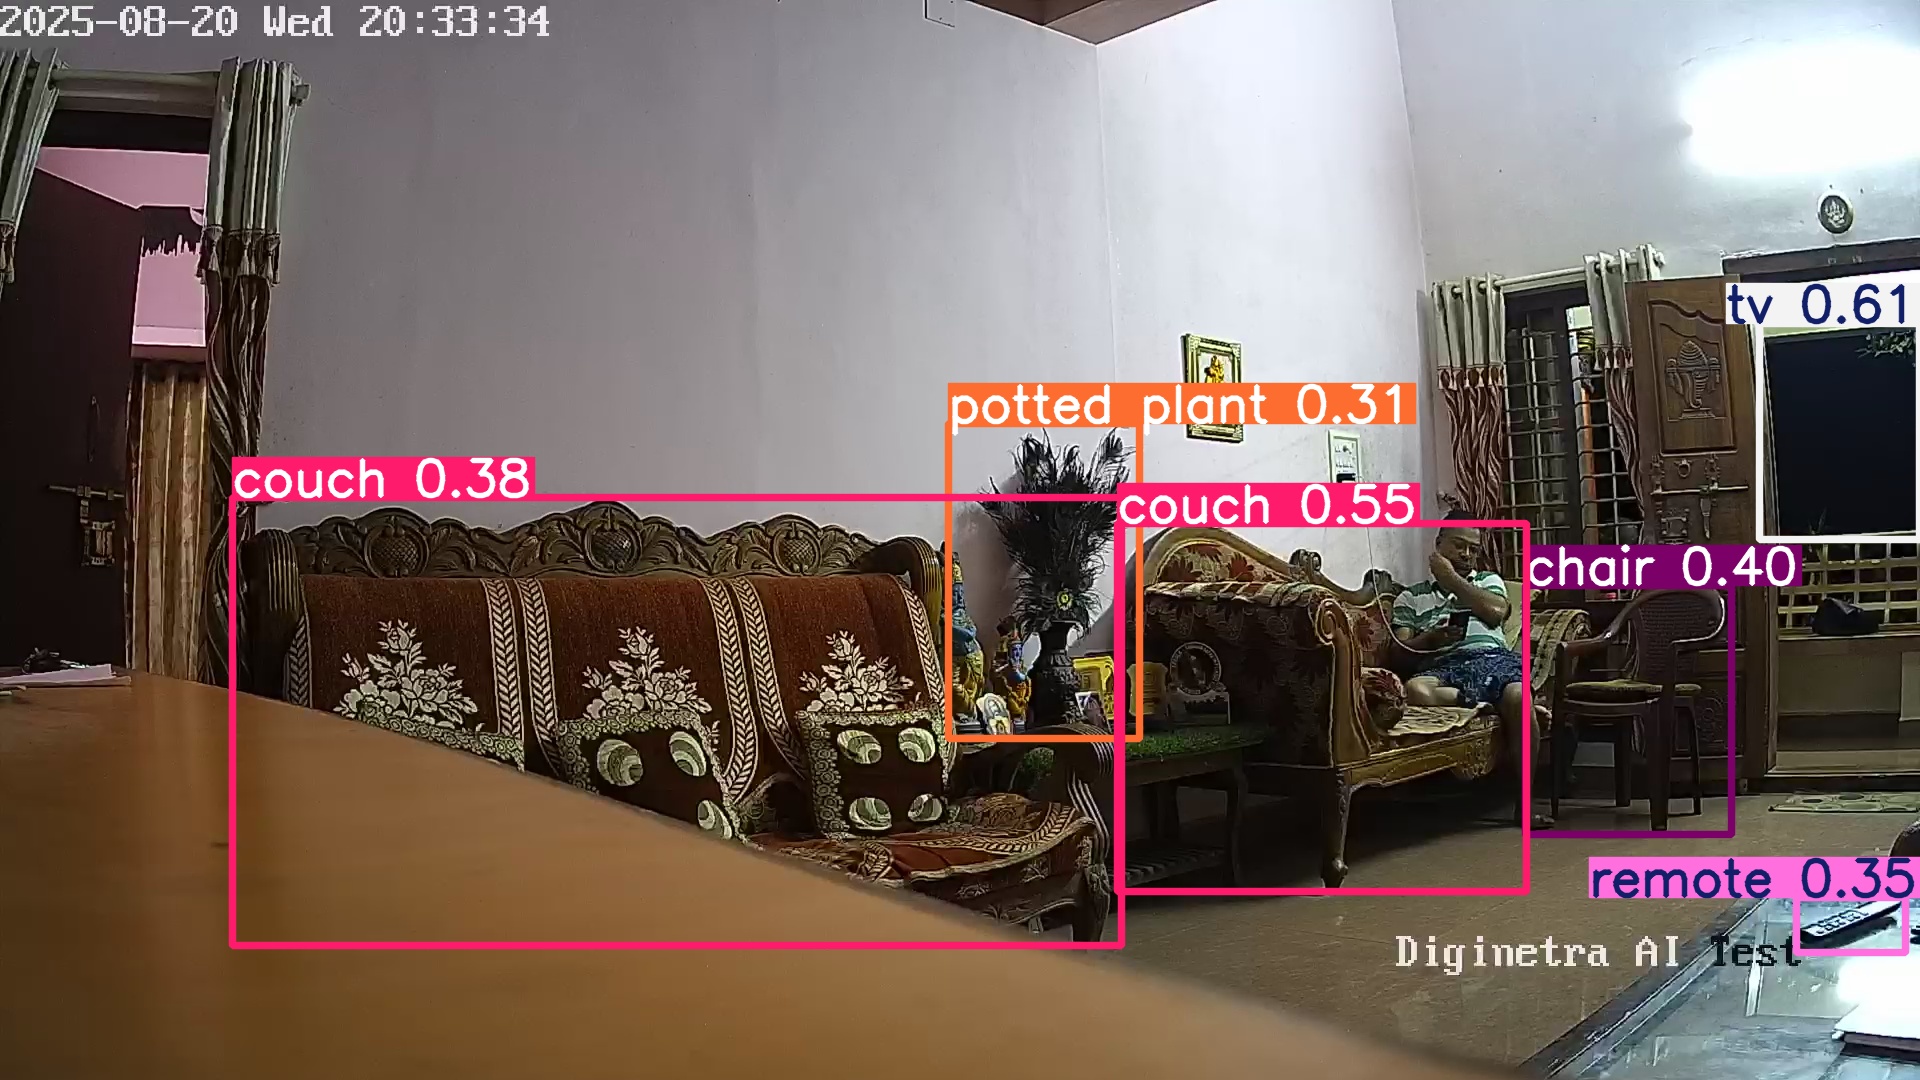 2025-08-20 Wed 20:33:34
tv 0.61
potted plant 0.31
couch 0.38
couch 0.55
chair 0.40
remote 0.35
Diginetra AI Test